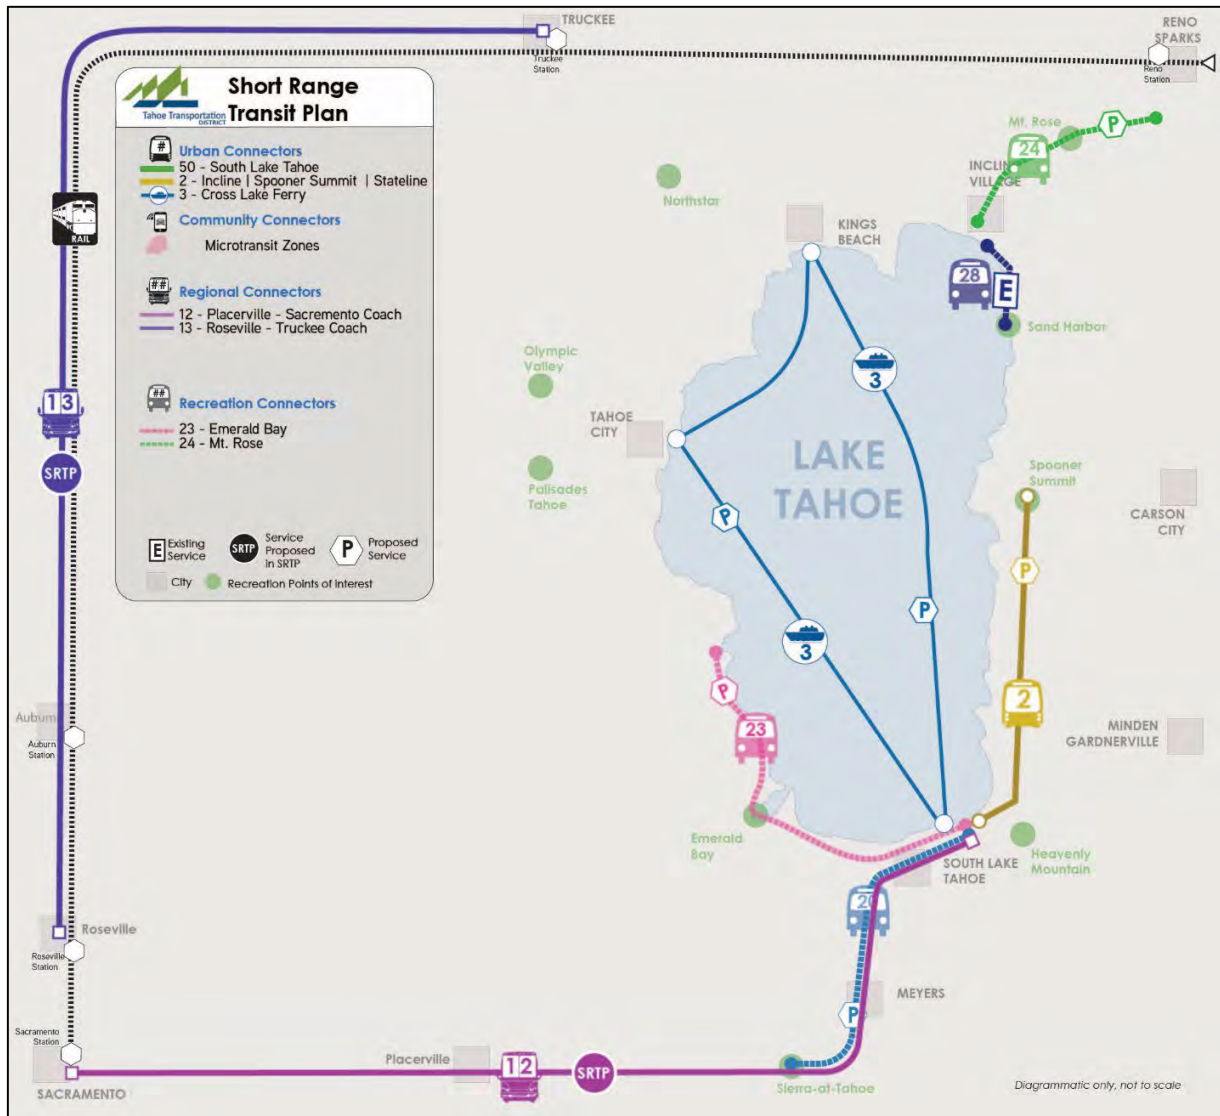 TRUCKEE
Truckee
Station
RENO
SPARKS
Reno
Station
Tahoe Transportation
DISTRICT
Short Range
Transit Plan
#
Urban Connectors
50 - South Lake Tahoe
2 - Incline | Spooner Summit | Stateline
3 - Cross Lake Ferry
Community Connectors
Microtransit Zones
##
Regional Connectors
12 - Placerville - Sacramento Coach
13 - Roseville - Truckee Coach
##
Recreation Connectors
23 - Emerald Bay
24 - Mt. Rose
E
Existing
Service
SRTP
Service
Proposed
in SRTP
P
Proposed
Service
City
Recreation Points of Interest
RAIL
13
SRTP
Mt. Rose
P
24
INCLINE
VILLAGE
Northstar
KINGS
BEACH
28
E
Sand Harbor
Olympic
Valley
3
TAHOE
CITY
LAKE
TAHOE
Palisades
Tahoe
P
Spooner
Summit
CARSON
CITY
P
P
3
P
2
23
MINDEN
GARDNERVILLE
Auburn
Auburn
Station
Emerald
Bay
Heavenly
Mountain
SOUTH LAKE
TAHOE
20
Roseville
Roseville
Station
MEYERS
P
Sacramento
Station
SACRAMENTO
Placerville
12
SRTP
Sierra-at-Tahoe
Diagrammatic only, not to scale